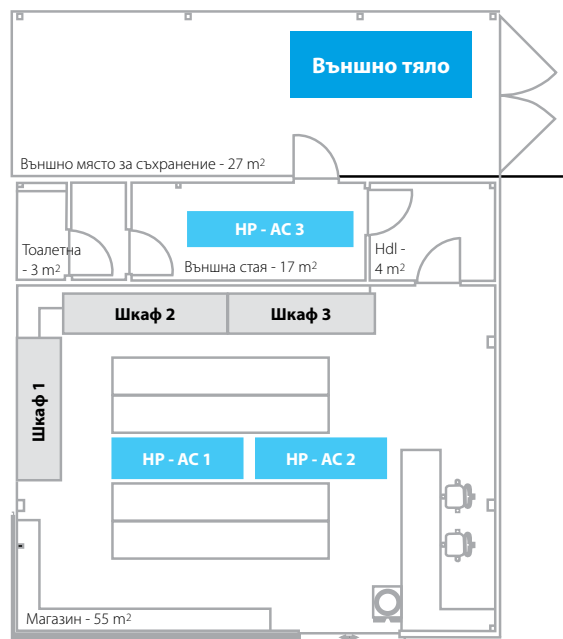 Външно тяло
Външно място за съхранение - 27 m²
HP - AC 3
Тоалетна
- 3 m²
Hdl -
4 m²
Външна стая - 17 m²
Шкаф 2
Шкаф 3
Шкаф 1
HP - AC 1
HP - AC 2
Магазин - 55 m²